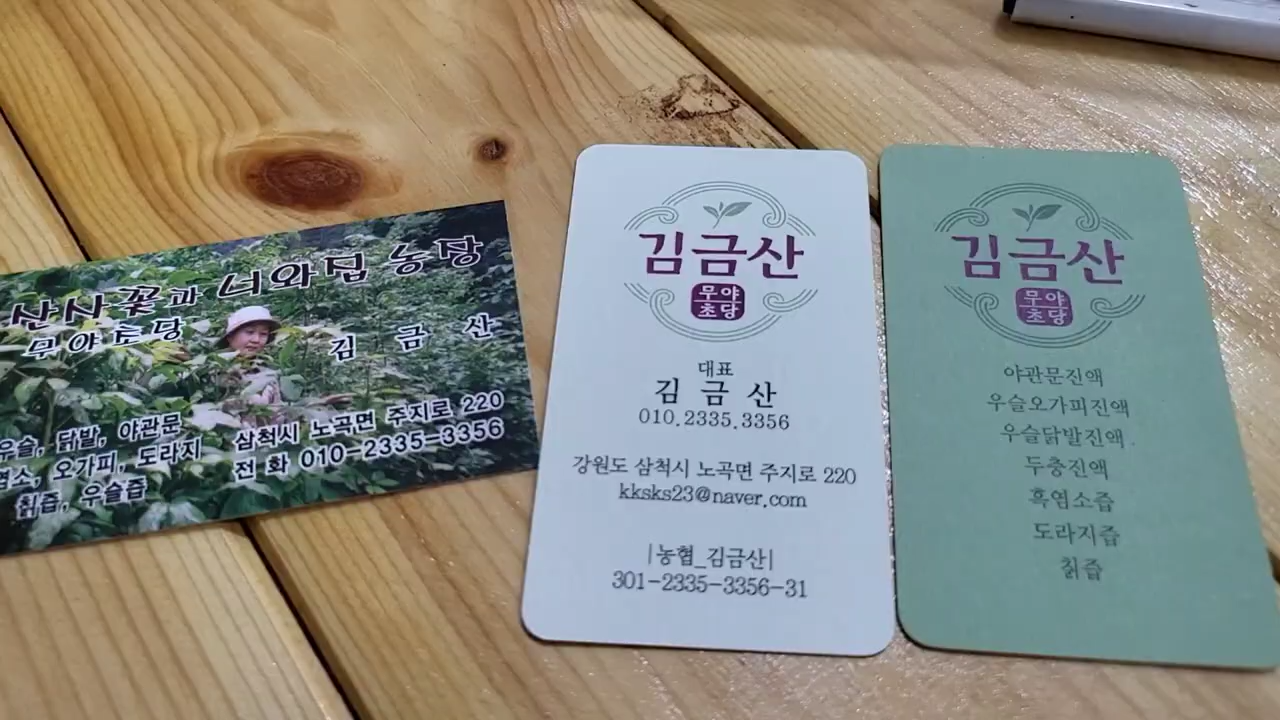 산사꽃과 너와집 농장
무야초당 김 금 산
우슬, 닭발, 야관문
염소, 오가피, 도라지
칡즙, 우슬즙
삼척시 노곡면 주지로 220
전 화 010-2335-3356
김금산
무야
초당
대표
김 금 산
010.2335.3356
강원도 삼척시 노곡면 주지로 220
kksks23@naver.com
|농협_김금산|
301-2335-3356-31
김금산
무야
초당
야관문진액
우슬오가피진액
우슬닭발진액
두충진액
흑염소즙
도라지즙
칡즙